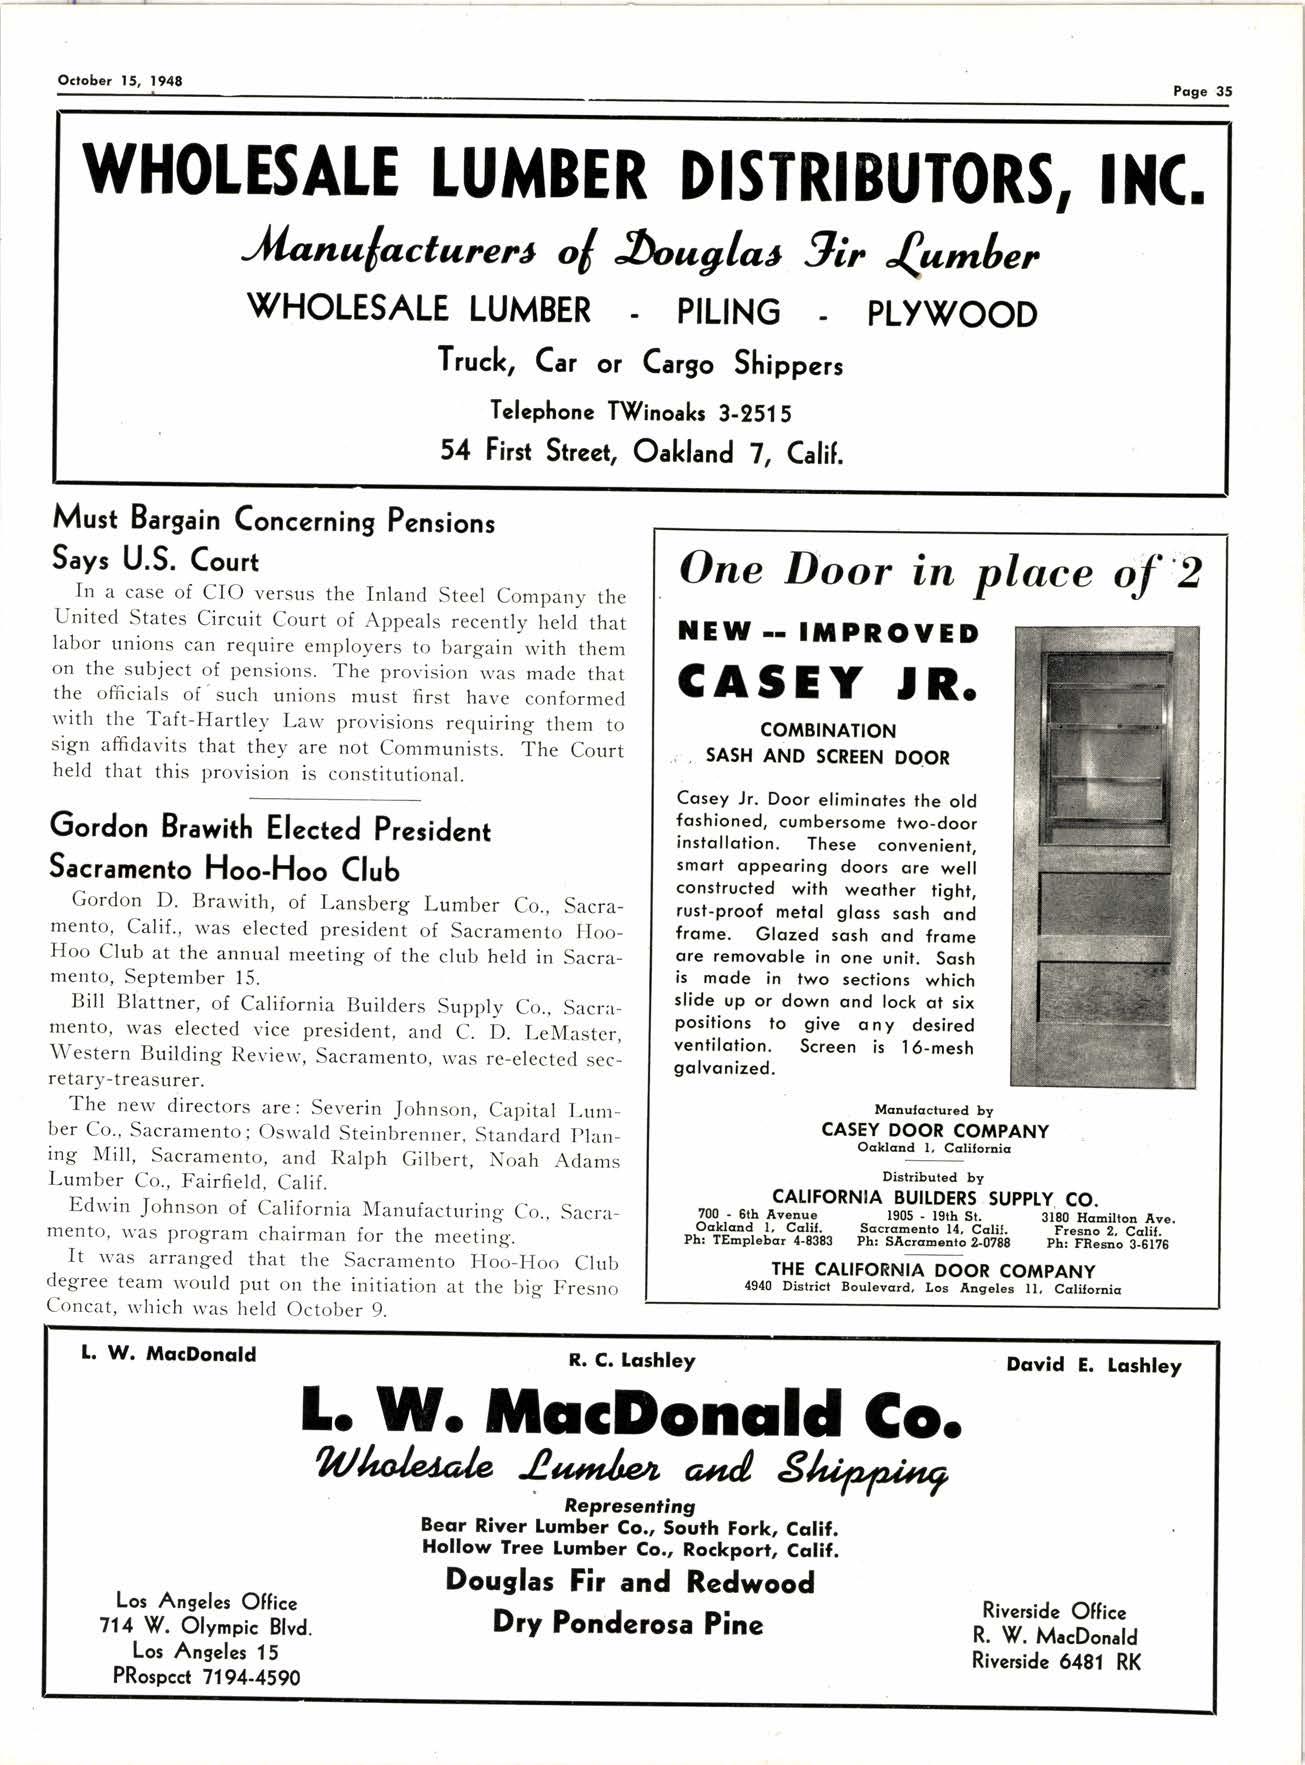 October 15, 1948
Page 35
WHOLESALE LUMBER DISTRIBUTORS, INC.
Manufacturers of Douglas Fir Lumber
WHOLESALE LUMBER - PILING - PLYWOOD
Truck, Car or Cargo Shippers
Telephone TWinoaks 3-2515
54 First Street, Oakland 7, Calif.
Must Bargain Concerning Pensions
Says U.S. Court
In a case of CIO versus the Inland Steel Company the
United States Circuit Court of Appeals recently held that
labor unions can require employers to bargain with them
on the subject of pensions. The provision was made that
the officials of such unions must first have conformed
with the Taft-Hartley Law provisions requiring them to
sign affidavits that they are not Communists. The Court
held that this provision is constitutional.
Gordon Brawith Elected President
Sacramento Hoo-Hoo Club
Gordon D. Brawith, of Lansberg Lumber Co., Sacra-
mento, Calif., was elected president of Sacramento Hoo-
Hoo Club at the annual meeting of the club held in Sacra-
mento, September 15.
Bill Blattner, of California Builders Supply Co., Sacra-
mento, was elected vice president, and C. D. LeMaster,
Western Building Review, Sacramento, was re-elected sec-
retary-treasurer.
The new directors are: Severin Johnson, Capital Lum-
ber Co., Sacramento; Oswald Steinbrenner, Standard Plan-
ing Mill, Sacramento, and Ralph Gilbert, Noah Adams
Lumber Co., Fairfield, Calif.
Edwin Johnson of California Manufacturing Co., Sacra-
mento, was program chairman for the meeting.
It was arranged that the Sacramento Hoo-Hoo Club
degree team would put on the initiation at the big Fresno
Concat, which was held October 9.
One Door in place of 2
NEW -- IMPROVED
CASEY JR.
COMBINATION
SASH AND SCREEN DOOR
Casey Jr. Door eliminates the old
fashioned, cumbersome two-door
installation. These convenient,
smart appearing doors are well
constructed with weather tight,
rust-proof metal glass sash and
frame. Glazed sash and frame
are removable in one unit. Sash
is made in two sections which
slide up or down and lock at six
positions to give any desired
ventilation. Screen is 16-mesh
galvanized.
Manufactured by
CASEY DOOR COMPANY
Oakland 1, California
Distributed by
CALIFORNIA BUILDERS SUPPLY CO.
700 - 6th Avenue 1905 - 19th St. 3180 Hamilton Ave.
Oakland 1, Calif. Sacramento 14, Calif. Fresno 2, Calif.
Ph: TEmplebar 4-8383 Ph: SAcramento 2-0788 Ph: FResno 3-6176
THE CALIFORNIA DOOR COMPANY
4940 District Boulevard, Los Angeles 11, California
L. W. MacDonald R. C. Lashley David E. Lashley
L. W. MacDonald Co.
Wholesale Lumber and Shipping
Representing
Bear River Lumber Co., South Fork, Calif.
Hollow Tree Lumber Co., Rockport, Calif.
Douglas Fir and Redwood
Dry Ponderosa Pine
Los Angeles Office
714 W. Olympic Blvd.
Los Angeles 15
PRospcct 7194-4590
Riverside Office
R. W. MacDonald
Riverside 6481 RK